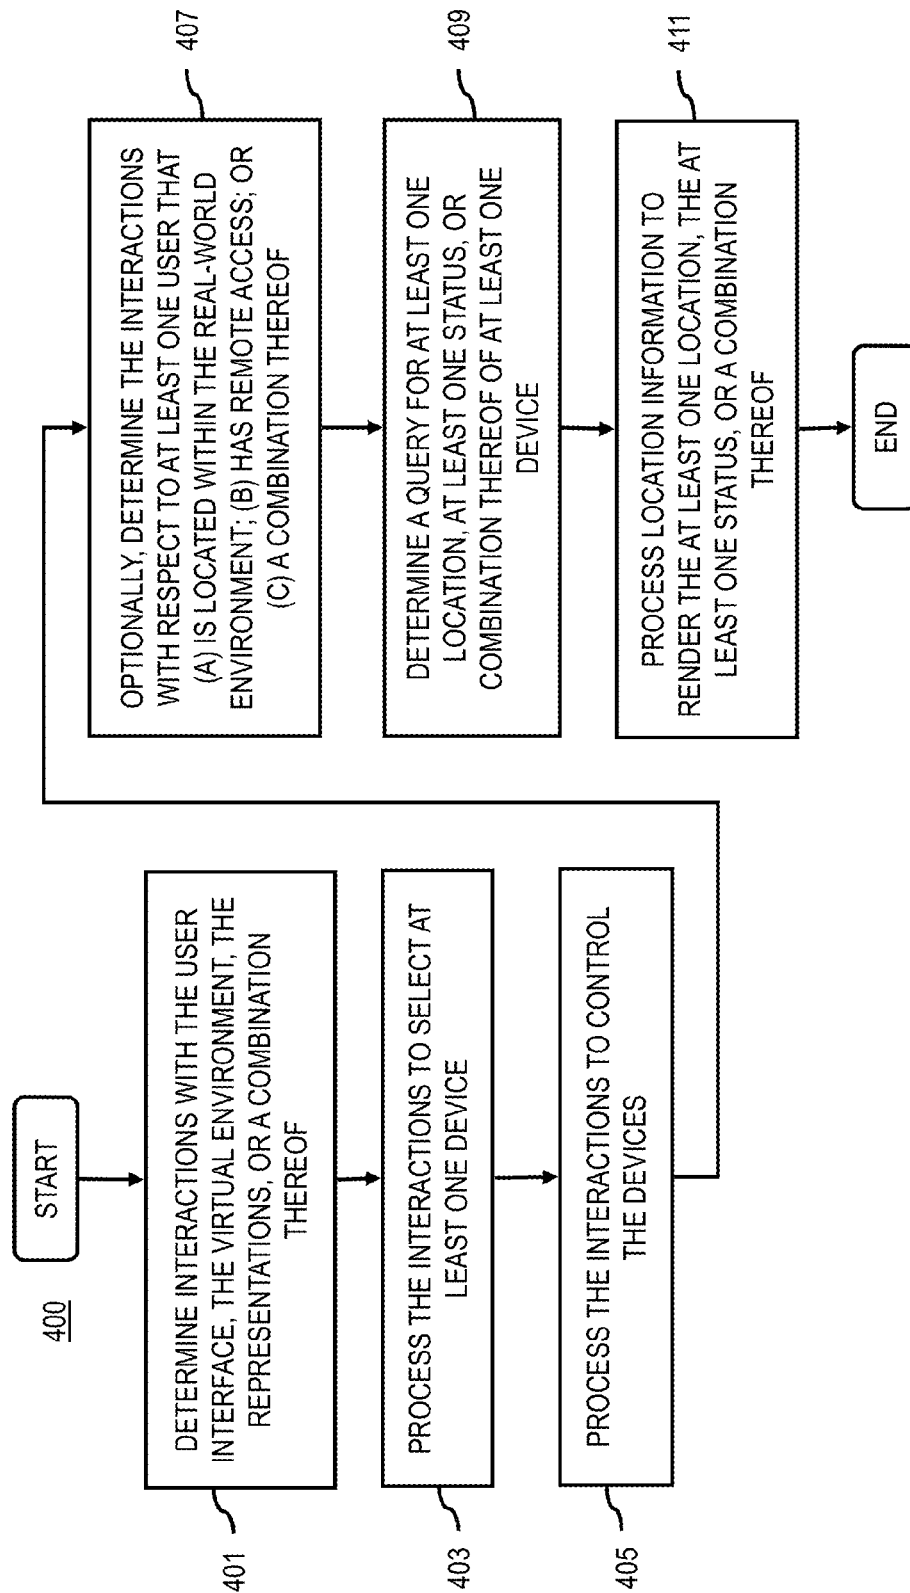 400
START
401
DETERMINE INTERACTIONS WITH THE USER
INTERFACE, THE VIRTUAL ENVIRONMENT, THE
REPRESENTATIONS, OR A COMBINATION
THEREOF
403
PROCESS THE INTERACTIONS TO SELECT AT
LEAST ONE DEVICE
405
PROCESS THE INTERACTIONS TO CONTROL
THE DEVICES
407
OPTIONALLY, DETERMINE THE INTERACTIONS
WITH RESPECT TO AT LEAST ONE USER THAT
(A) IS LOCATED WITHIN THE REAL-WORLD
ENVIRONMENT; (B) HAS REMOTE ACCESS; OR
(C) A COMBINATION THEREOF
409
DETERMINE A QUERY FOR AT LEAST ONE
LOCATION, AT LEAST ONE STATUS, OR
COMBINATION THEREOF OF AT LEAST ONE
DEVICE
411
PROCESS LOCATION INFORMATION TO
RENDER THE AT LEAST ONE LOCATION, THE AT
LEAST ONE STATUS, OR A COMBINATION
THEREOF
END